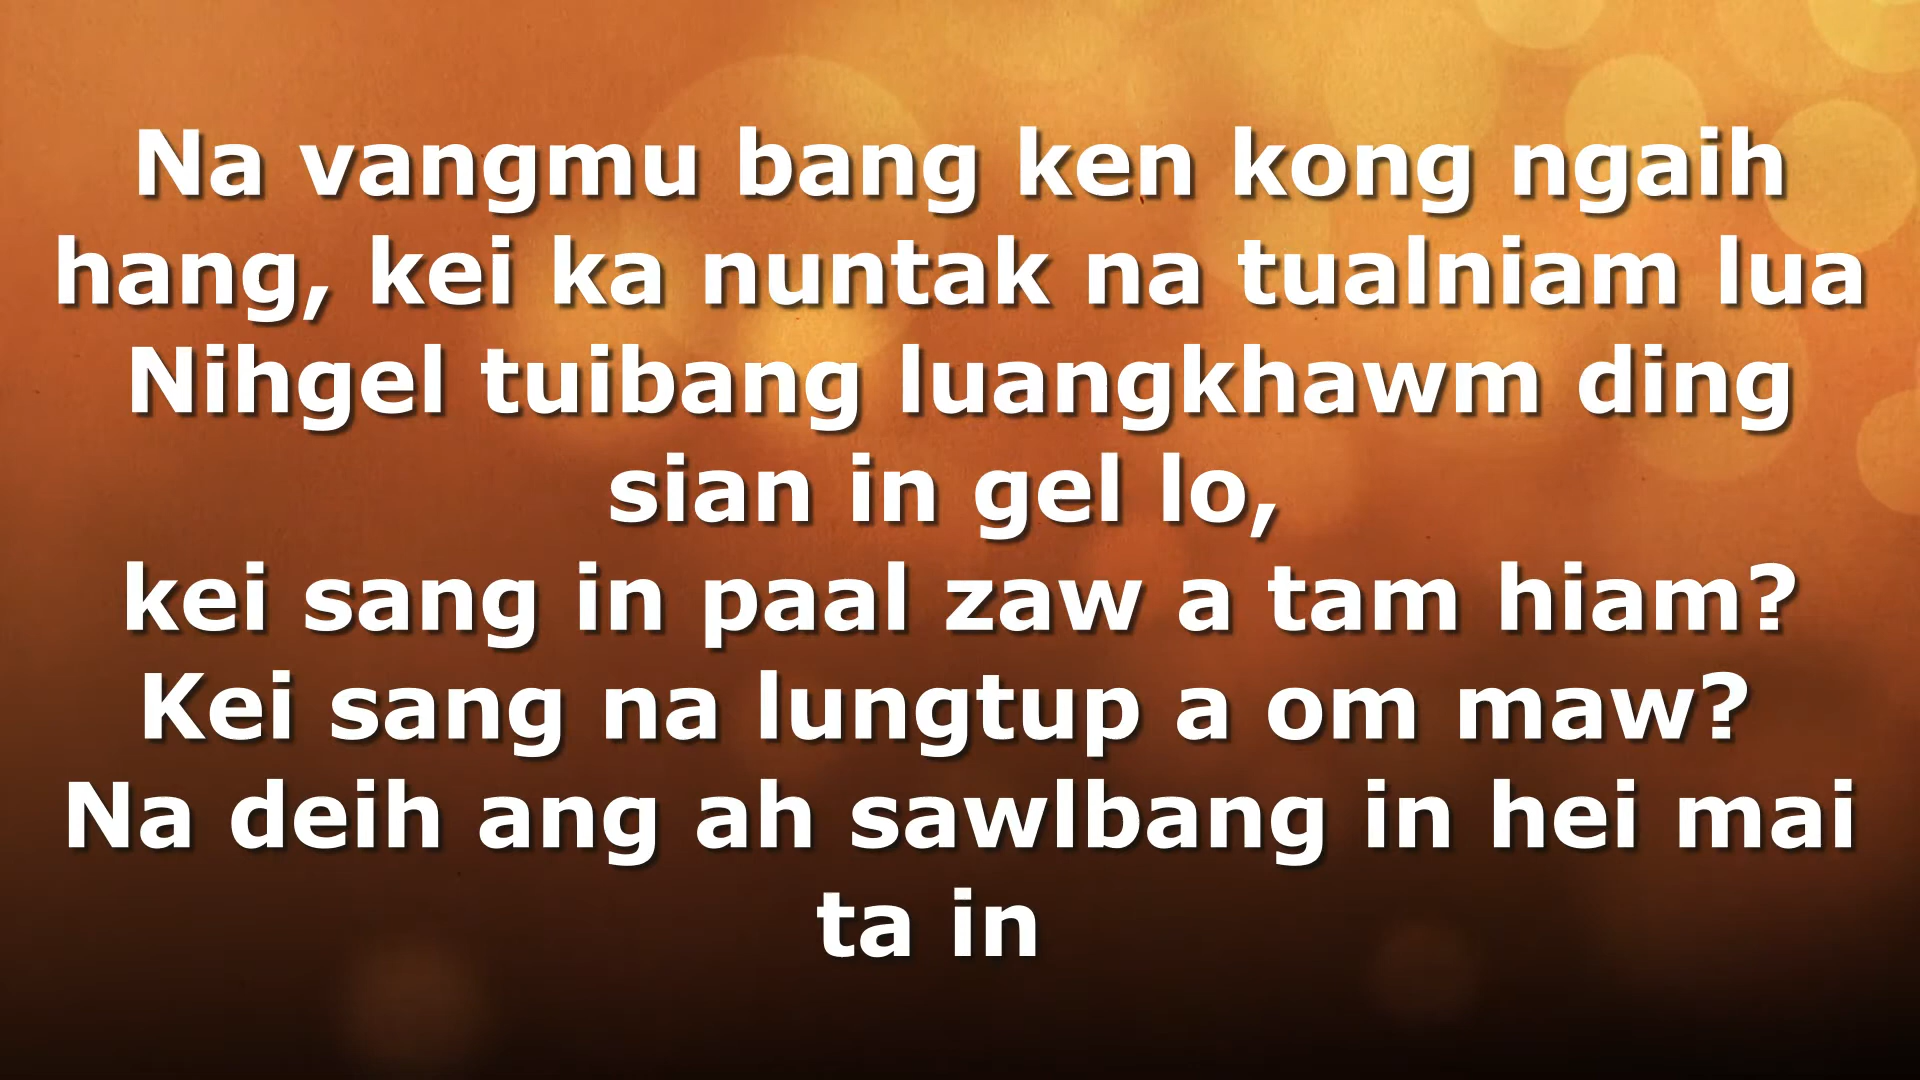 Na vangmu bang ken kong ngaih
hang, kei ka nuntak na tualniam lua
Nihgel tuibang luangkhawm ding
sian in gel lo,
kei sang in paal zaw a tam hiam?
Kei sang na lungtup a om maw?
Na deih ang ah sawlbang in hei mai
ta in